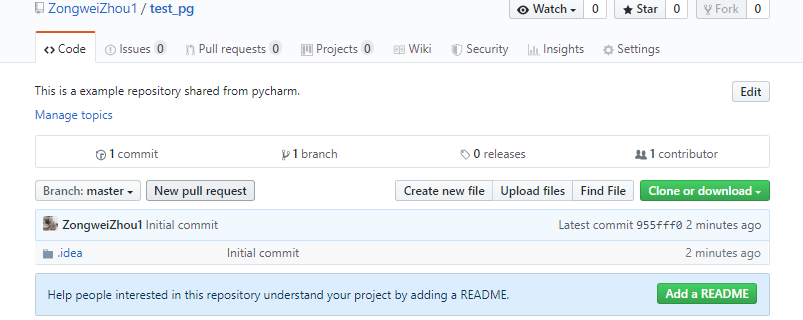 ZongweiZhou1 / test_pg Watch 0 Star 0 Fork 0
Code Issues 0 Pull requests 0 Projects 0 Wiki Security Insights Settings
This is a example repository shared from pycharm. Edit
Manage topics
1 commit 1 branch 0 releases 1 contributor
Branch: master New pull request Create new file Upload files Find File Clone or download
ZongweiZhou1 Initial commit Latest commit 955fff0 2 minutes ago
.idea Initial commit 2 minutes ago
Help people interested in this repository understand your project by adding a README. Add a README